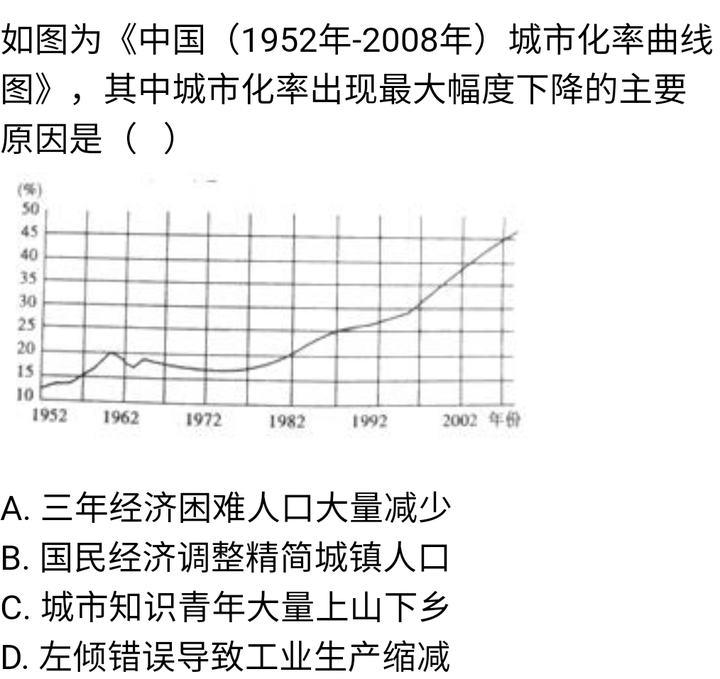 如图为《中国（1952年-2008年）城市化率曲线
图》，其中城市化率出现最大幅度下降的主要
原因是（ ）
(%)
50
45
40
35
30
25
20
15
10
1952 1962 1972 1982 1992 2002 年份
A. 三年经济困难人口大量减少
B. 国民经济调整精简城镇人口
C. 城市知识青年大量上山下乡
D. 左倾错误导致工业生产缩减